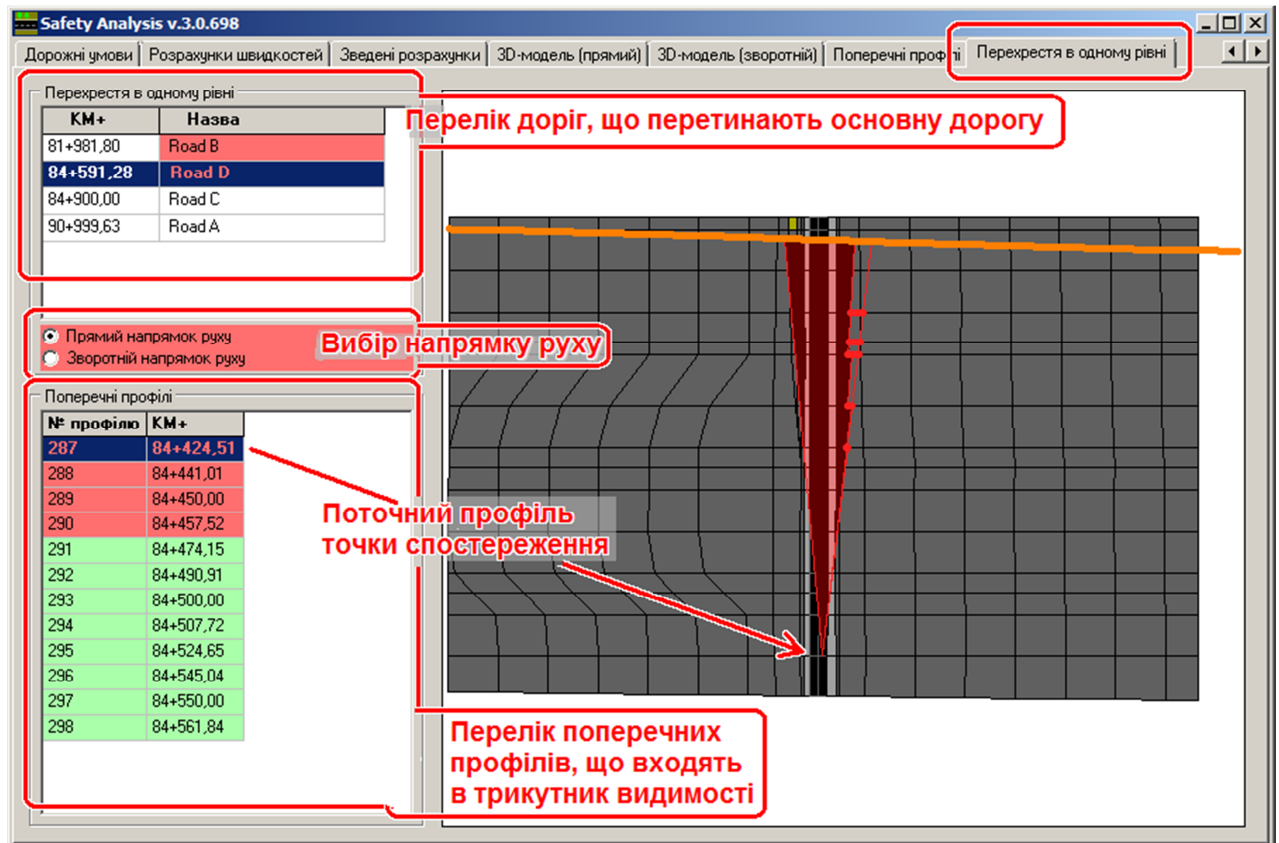 Safety Analysis v.3.0.698
Дорожні умови Розрахунки швидкостей Зведені розрахунки 3D-модель (прямий) 3D-модель (зворотній) Поперечні профілі Перехрестя в одному рівні
Перехрестя в одному рівні
КМ+ Назва
81+981,80 Road B
84+591,28 Road D
84+900,00 Road C
90+999,63 Road A
Перелік доріг, що перетинають основну дорогу
Прямий напрямок руху
Зворотній напрямок руху
Вибір напрямку руху
Поперечні профілі
№ профілю КМ+
287 84+424,51
288 84+441,01
289 84+450,00
290 84+457,52
291 84+474,15
292 84+490,91
293 84+500,00
294 84+507,72
295 84+524,65
296 84+545,04
297 84+550,00
298 84+561,84
Поточний профіль
точки спостереження
Перелік поперечних
профілів, що входять
в трикутник видимості